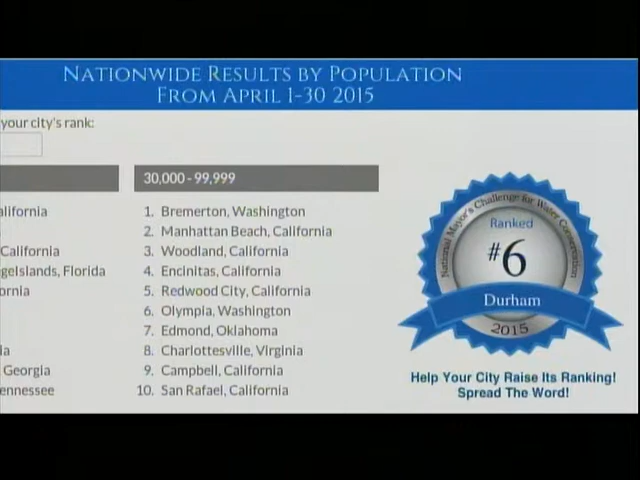 NATIONWIDE RESULTS BY POPULATION
FROM APRIL 1-30 2015
your city's rank:
30,000 - 99,999
alifornia
California
gelslands, Florida
ornia
ia
Georgia
ennessee
1. Bremerton, Washington
2. Manhattan Beach, California
3. Woodland, California
4. Encinitas, California
5. Redwood City, California
6. Olympia, Washington
7. Edmond, Oklahoma
8. Charlottesville, Virginia
9. Campbell, California
10. San Rafael, California
National Mayor's Challenge for Water Conservation
Ranked
#6
Durham
2015
Help Your City Raise Its Ranking!
Spread The Word!